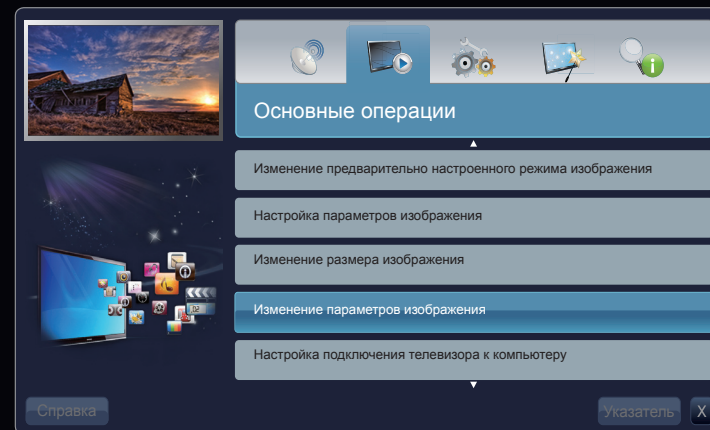 Основные операции
Изменение предварительно настроенного режима изображения
Настройка параметров изображения
Изменение размера изображения
Изменение параметров изображения
Настройка подключения телевизора к компьютеру
Справка
Указатель X